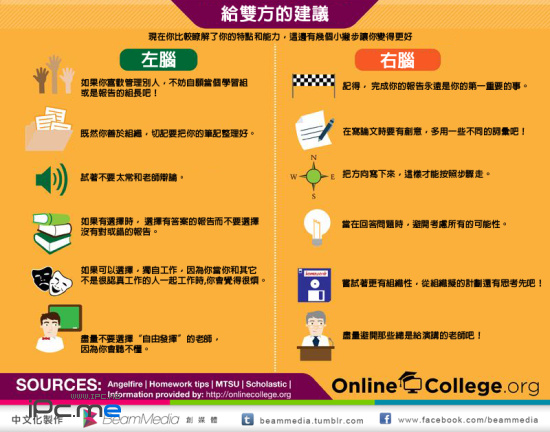 給雙方的建議
現在你比較瞭解了你的特點和能力，這邊有幾個小撇步讓你變得更好
左腦
如果你喜歡管理別人，不妨自願當個學習組
或是報告的組長吧！
既然你善於組織，切記要把你的筆記整理好。
試著不要太常和老師辯論。
如果有選擇時， 選擇有答案的報告而不要選擇
沒有對或錯的報告。
如果可以選擇，獨自工作，因為你當你和其它
不是很認真工作的人一起工作時,你會覺得很煩。
盡量不要選擇“自由發揮”的老師，
因為你會聽不懂。
右腦
記得， 完成你的報告永遠是你的第一重要的事。
在寫論文時要有創意，多用一些不同的詞彙吧！
N
W
E
S
把方向寫下來，這樣才能按照步驟走。
當在回答問題時，避開考慮所有的可能性。
嘗試著更有組織性，從組織擬的計劃還有思考先吧！
盡量避開那些總是給演講的老師吧！
SOURCES: Angelfire | Homework tips | MTSU | Scholastic |
Information provided by: http://onlinecollege.org
OnlineCollege.org
中文化製作
BeamMedia 創媒體
beammedia.tumblr.com
www.facebook.com/beammedia
iPc.me